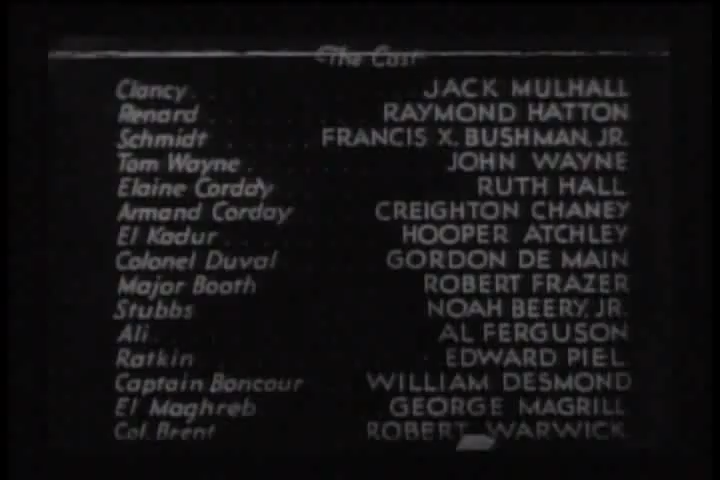 The Cast
Clancy JACK MULHALL
Renard RAYMOND HATTON
Schmidt FRANCIS X. BUSHMAN, JR.
Tom Wayne JOHN WAYNE
Elaine Corday RUTH HALL
Armand Corday CREIGHTON CHANEY
El Kadur HOOPER ATCHLEY
Colonel Duval GORDON DE MAIN
Major Booth ROBERT FRAZER
Stubbs NOAH BEERY, JR.
Ali AL FERGUSON
Ratkin EDWARD PIEL
Captain Boncour WILLIAM DESMOND
El Maghreb GEORGE MAGRILL
Col. Brent ROBERT WARWICK